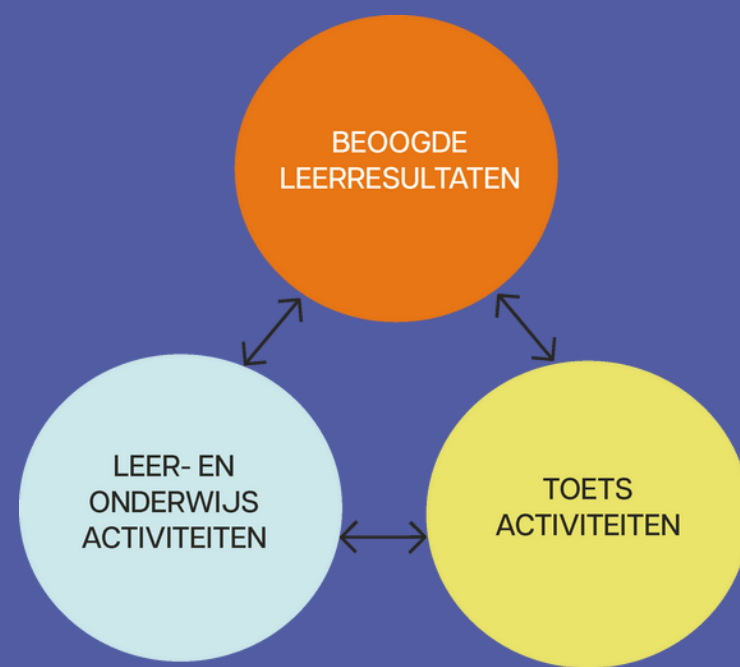 BEOOGDE
LEERRESULTATEN
LEER- EN
ONDERWIJS
ACTIVITEITEN
TOETS
ACTIVITEITEN